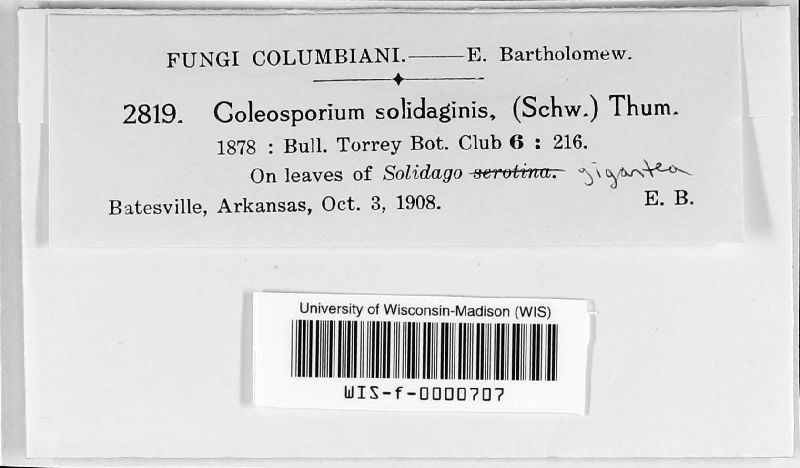 FUNGI COLUMBIANI.——E. Bartholomew.
2819. Coleosporium solidaginis, (Schw.) Thum.
1878 : Bull. Torrey Bot. Club 6 : 216.
On leaves of Solidago serotina. gigantea
Batesville, Arkansas, Oct. 3, 1908. E. B.
University of Wisconsin-Madison (WIS)
WIS-f-0000707